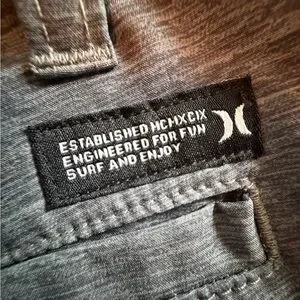 ESTABLISHED MCMXCIX
ENGINEERED FOR FUN
SURF AND ENJOY